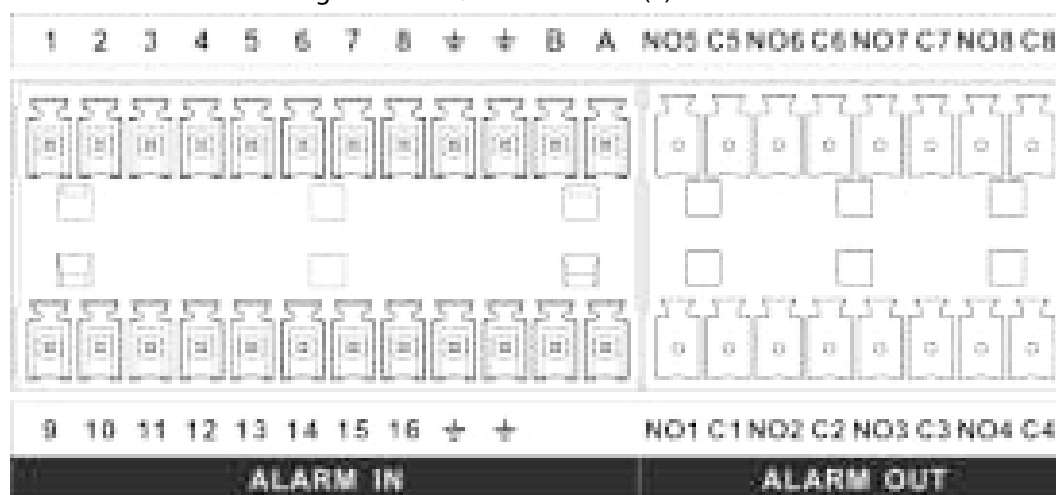 1 2 3 4 5 6 7 8 ⏚ ⏚ B A NO5 C5 NO6 C6 NO7 C7 NO8 C8
9 10 11 12 13 14 15 16 ⏚ ⏚ NO1 C1 NO2 C2 NO3 C3 NO4 C4
ALARM IN ALARM OUT